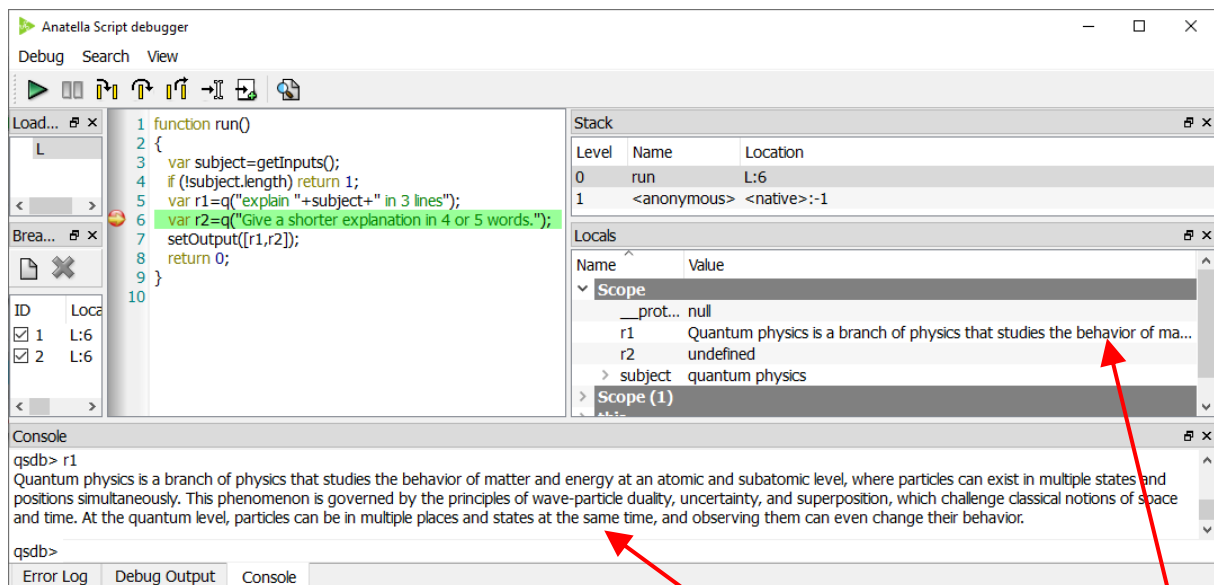 Anatella Script debugger
Debug Search View
Load...
L
1 function run()
2 {
3 var subject=getInputs();
4 if (!subject.length) return 1;
5 var r1=q("explain "+subject+" in 3 lines");
6 var r2=q("Give a shorter explanation in 4 or 5 words.");
7 setOutput([r1,r2]);
8 return 0;
9 }
10
Brea...
ID Loca
1 L:6
2 L:6
Stack
Level Name Location
0 run L:6
1 <anonymous> <native>:-1
Locals
Name Value
Scope
__prot... null
r1 Quantum physics is a branch of physics that studies the behavior of ma...
r2 undefined
subject quantum physics
Scope (1)
this
Console
qsdb> r1
Quantum physics is a branch of physics that studies the behavior of matter and energy at an atomic and subatomic level, where particles can exist in multiple states and
positions simultaneously. This phenomenon is governed by the principles of wave-particle duality, uncertainty, and superposition, which challenge classical notions of space
and time. At the quantum level, particles can be in multiple places and states at the same time, and observing them can even change their behavior.
qsdb>
Error Log Debug Output Console